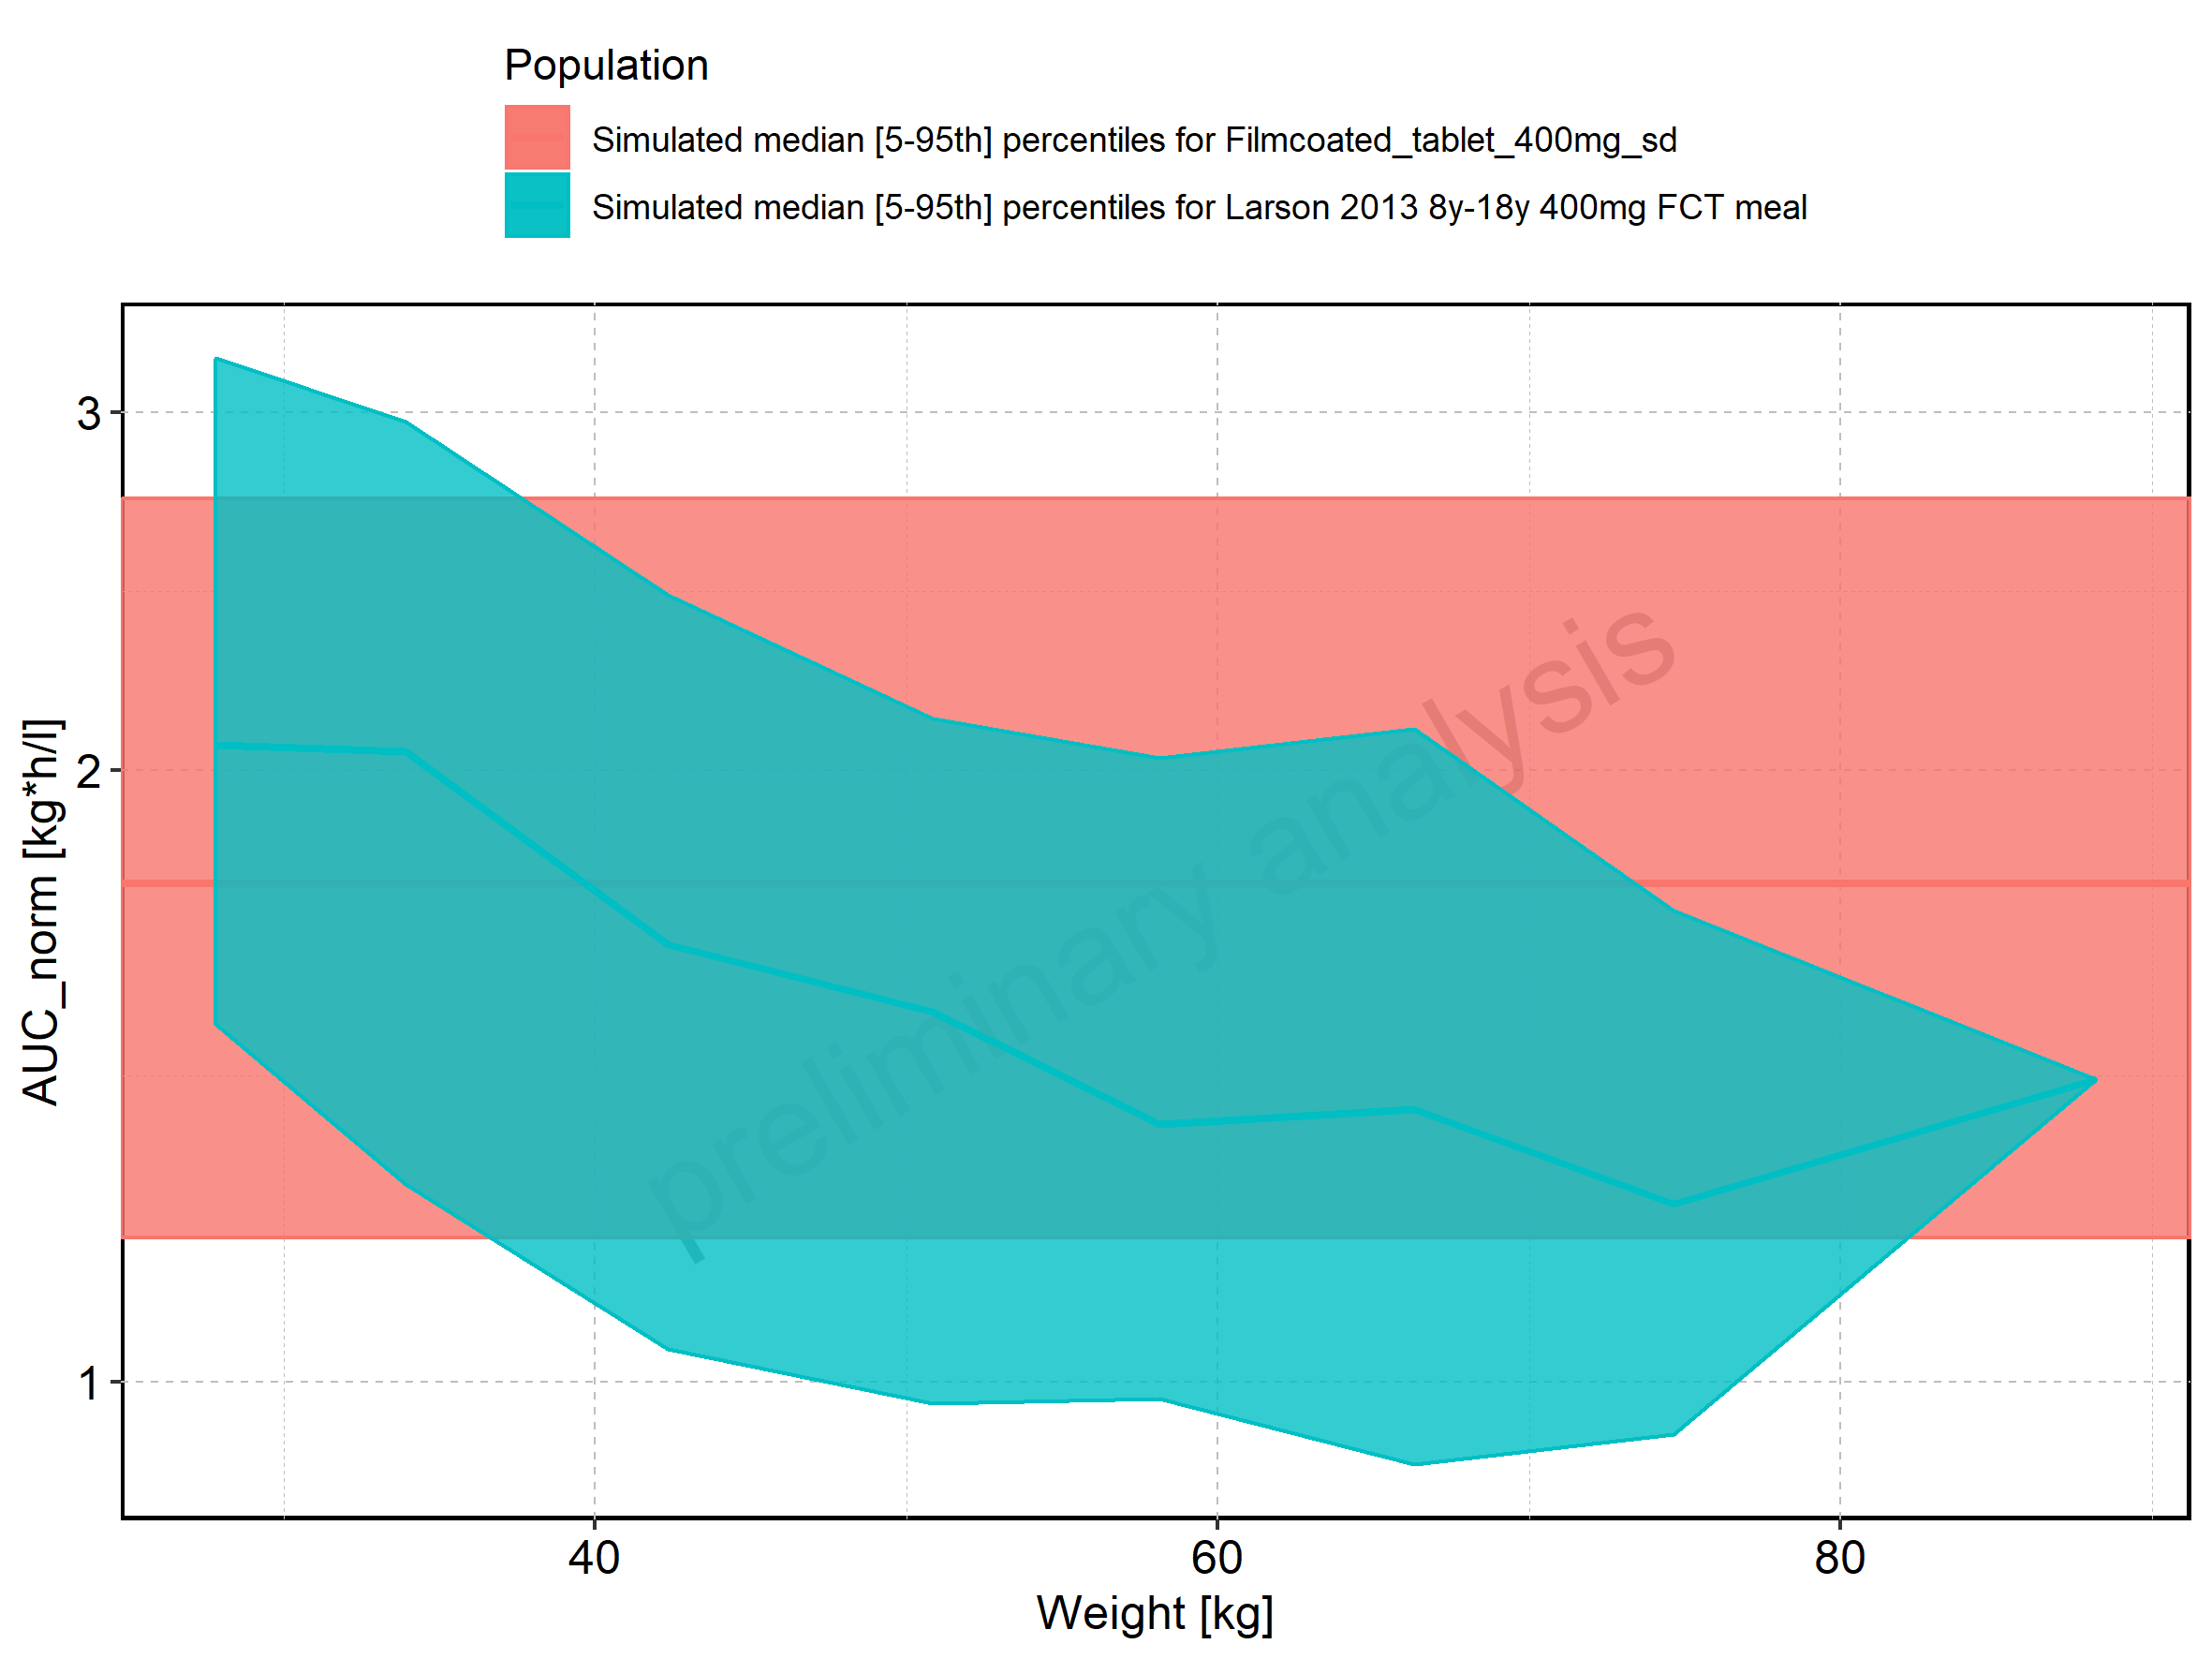 Population
Simulated median [5-95th] percentiles for Filmcoated_tablet_400mg_sd
Simulated median [5-95th] percentiles for Larson 2013 8y-18y 400mg FCT meal
AUC_norm [kg*h/l]
3
2
1
preliminary analysis
40
60
80
Weight [kg]